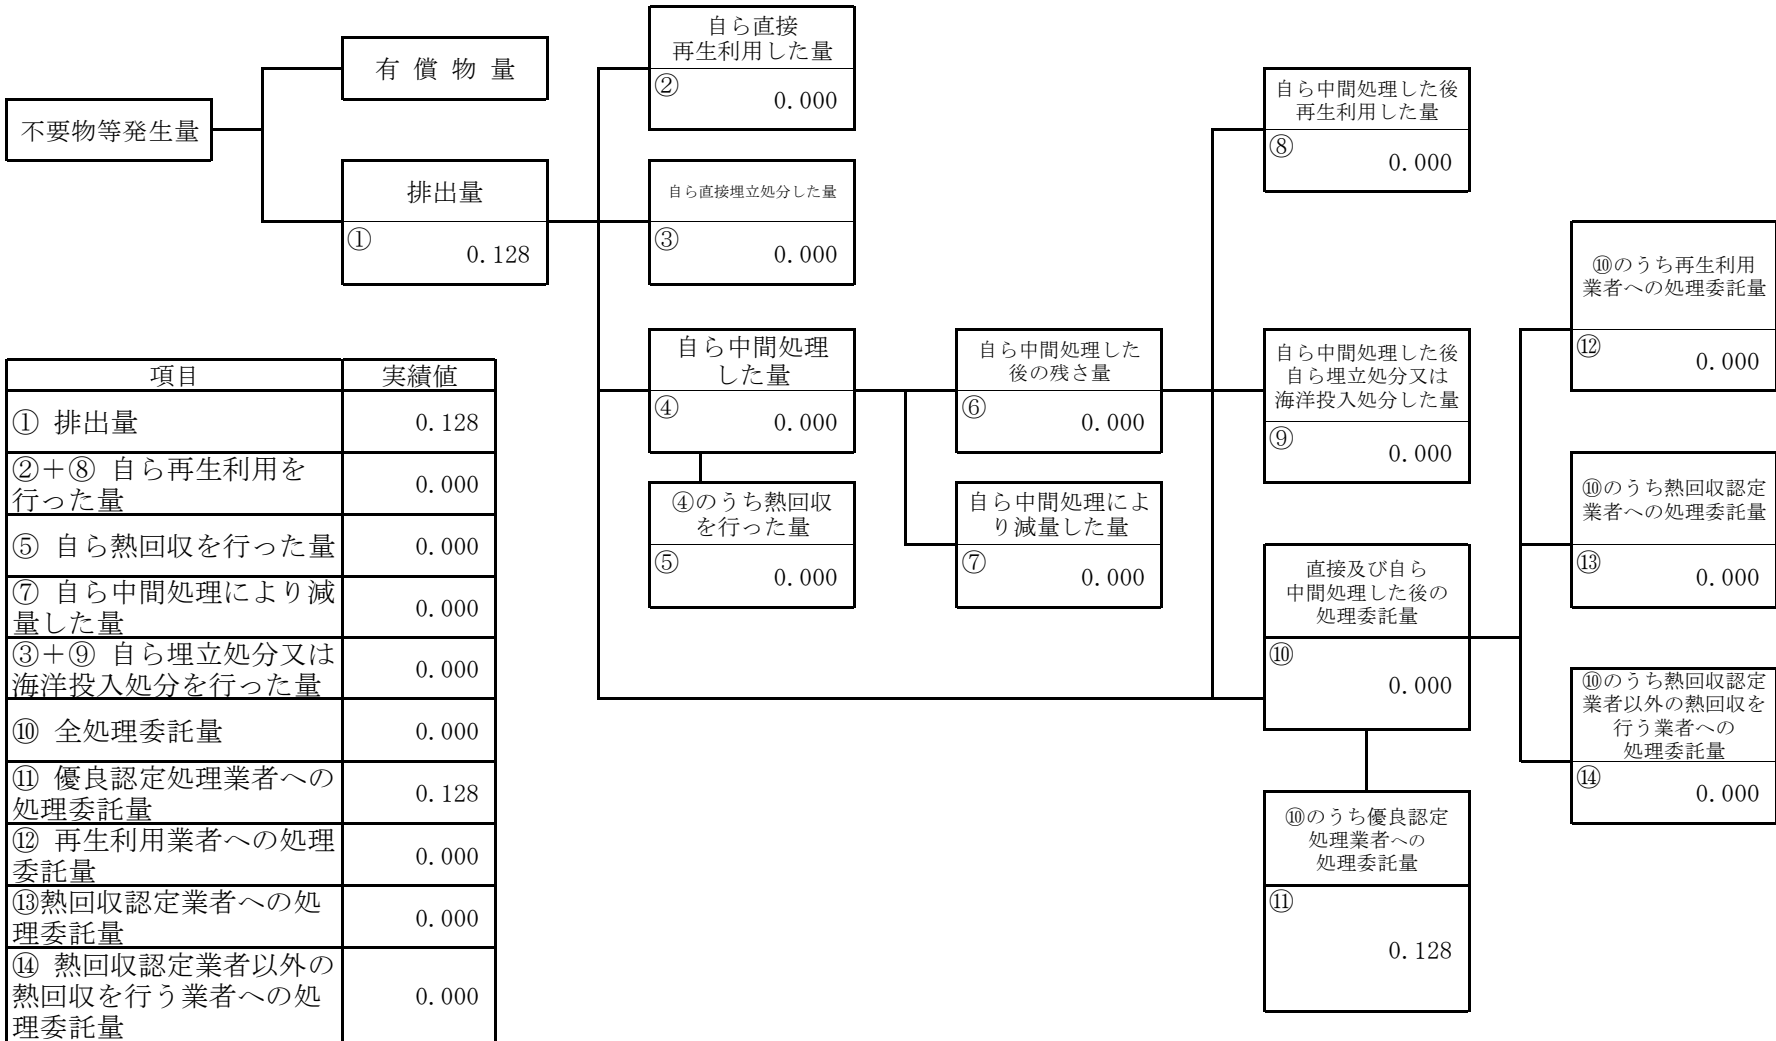 不要物等発生量
有償物量
排出量
①
0.128
自ら直接
再生利用した量
②
0.000
自ら直接埋立処分した量
③
0.000
自ら中間処理
した量
④
0.000
④のうち熱回収
を行った量
⑤
0.000
自ら中間処理した
後の残さ量
⑥
0.000
自ら中間処理によ
り減量した量
⑦
0.000
自ら中間処理した後
再生利用した量
⑧
0.000
自ら中間処理した後
自ら埋立処分又は
海洋投入処分した量
⑨
0.000
直接及び自ら
中間処理した後の
処理委託量
⑩
0.000
⑩のうち優良認定
処理業者への
処理委託量
⑪
0.128
⑩のうち再生利用
業者への処理委託量
⑫
0.000
⑩のうち熱回収認定
業者への処理委託量
⑬
0.000
⑩のうち熱回収認定
業者以外の熱回収を
行う業者への
処理委託量
⑭
0.000
項目 実績値
① 排出量 0.128
②+⑧ 自ら再生利用を
行った量 0.000
⑤ 自ら熱回収を行った量 0.000
⑦ 自ら中間処理により減
量した量 0.000
③+⑨ 自ら埋立処分又は
海洋投入処分を行った量 0.000
⑩ 全処理委託量 0.000
⑪ 優良認定処理業者への
処理委託量 0.128
⑫ 再生利用業者への処理
委託量 0.000
⑬熱回収認定業者への処
理委託量 0.000
⑭ 熱回収認定業者以外の
熱回収を行う業者への処
理委託量 0.000